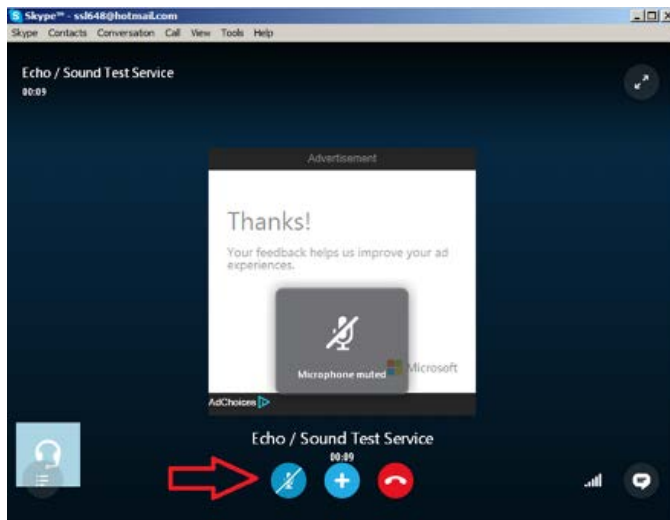 Skype™ - ssl648@hotmail.com
Skype Contacts Conversation Call View Tools Help
Echo / Sound Test Service
00:09
Advertisement
Thanks!
Your feedback helps us improve your ad
experiences.
Microphone muted
Microsoft
AdChoices
Echo / Sound Test Service
00:09